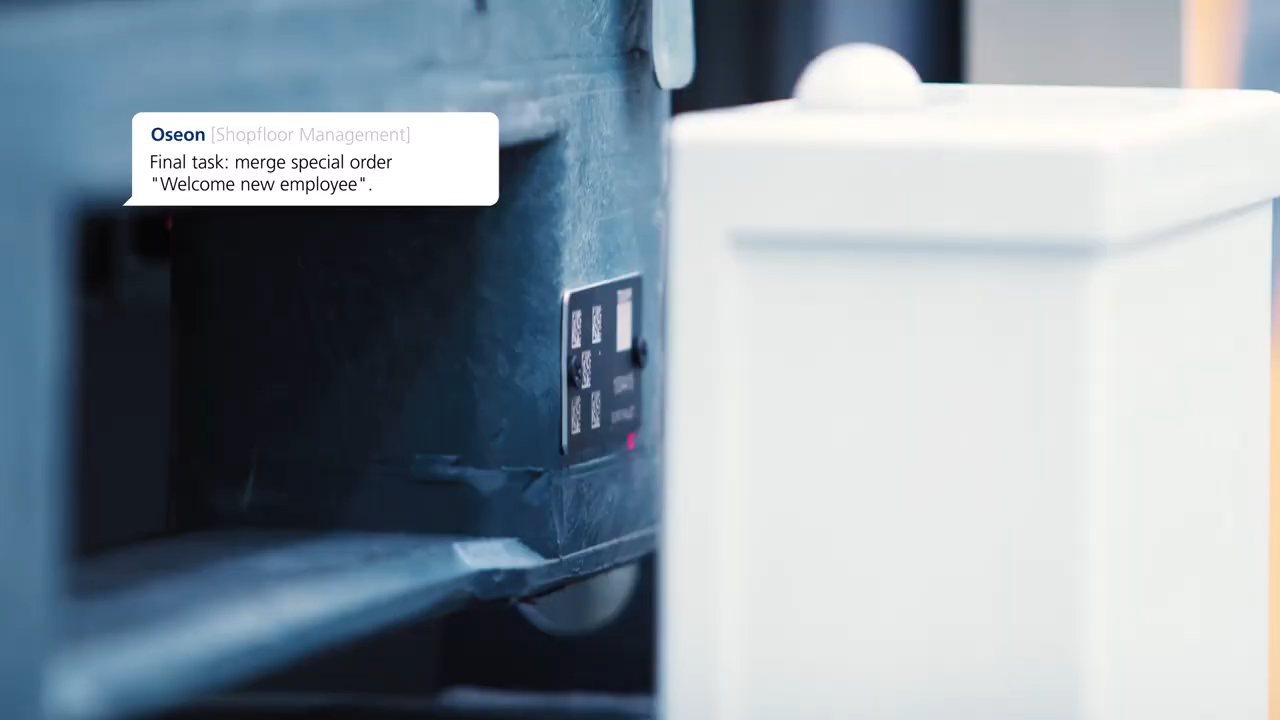 Oseon [Shopfloor Management]
Final task: merge special order
"Welcome new employee".